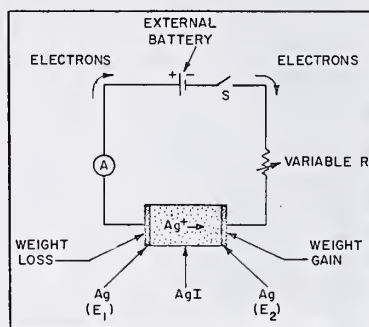 EXTERNAL
BATTERY
ELECTRONS
+ −
ELECTRONS
S
A
VARIABLE R
Ag⁺
WEIGHT
LOSS
WEIGHT
GAIN
Ag
(E₁)
AgI
Ag
(E₂)